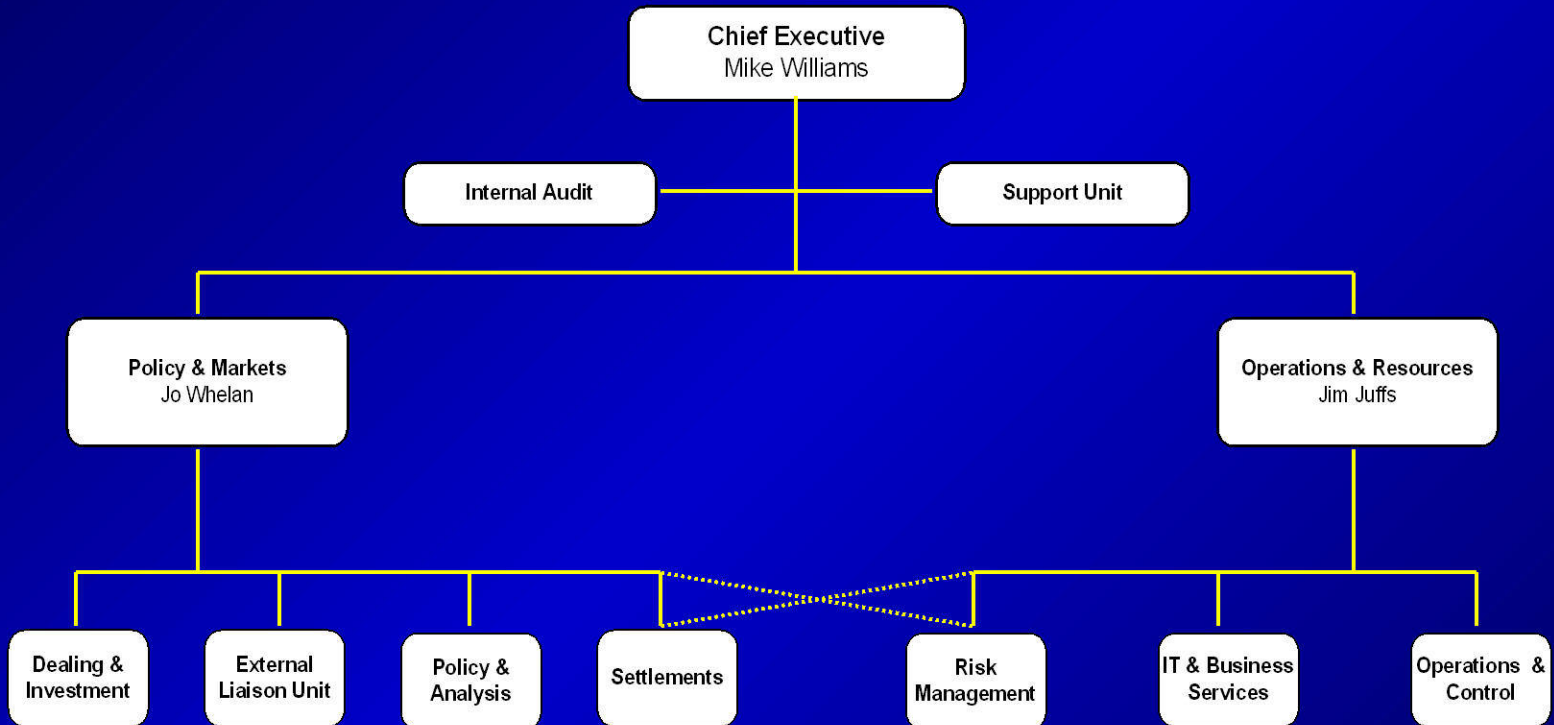 Chief Executive
Mike Williams
Internal Audit
Support Unit
Policy & Markets
Jo Whelan
Operations & Resources
Jim Juffs
Dealing &
Investment
External
Liaison Unit
Policy &
Analysis
Settlements
Risk
Management
IT & Business
Services
Operations &
Control